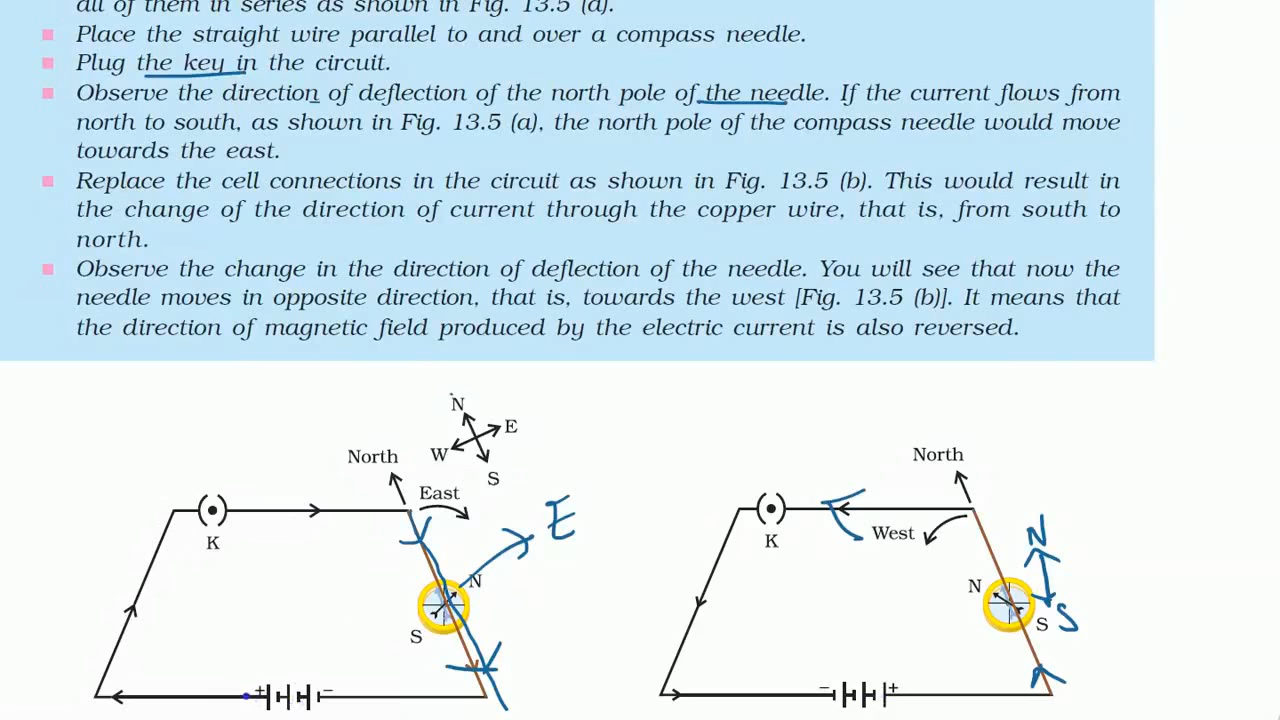 all of them in series as shown in Fig. 13.5 (a).
Place the straight wire parallel to and over a compass needle.
Plug the key in the circuit.
Observe the direction of deflection of the north pole of the needle. If the current flows from
north to south, as shown in Fig. 13.5 (a), the north pole of the compass needle would move
towards the east.
Replace the cell connections in the circuit as shown in Fig. 13.5 (b). This would result in
the change of the direction of current through the copper wire, that is, from south to
north.
Observe the change in the direction of deflection of the needle. You will see that now the
needle moves in opposite direction, that is, towards the west [Fig. 13.5 (b)]. It means that
the direction of magnetic field produced by the electric current is also reversed.
N
E
W
S
North
East
E
K
N
S
+ −
North
West
N
K
N
S
S
− +